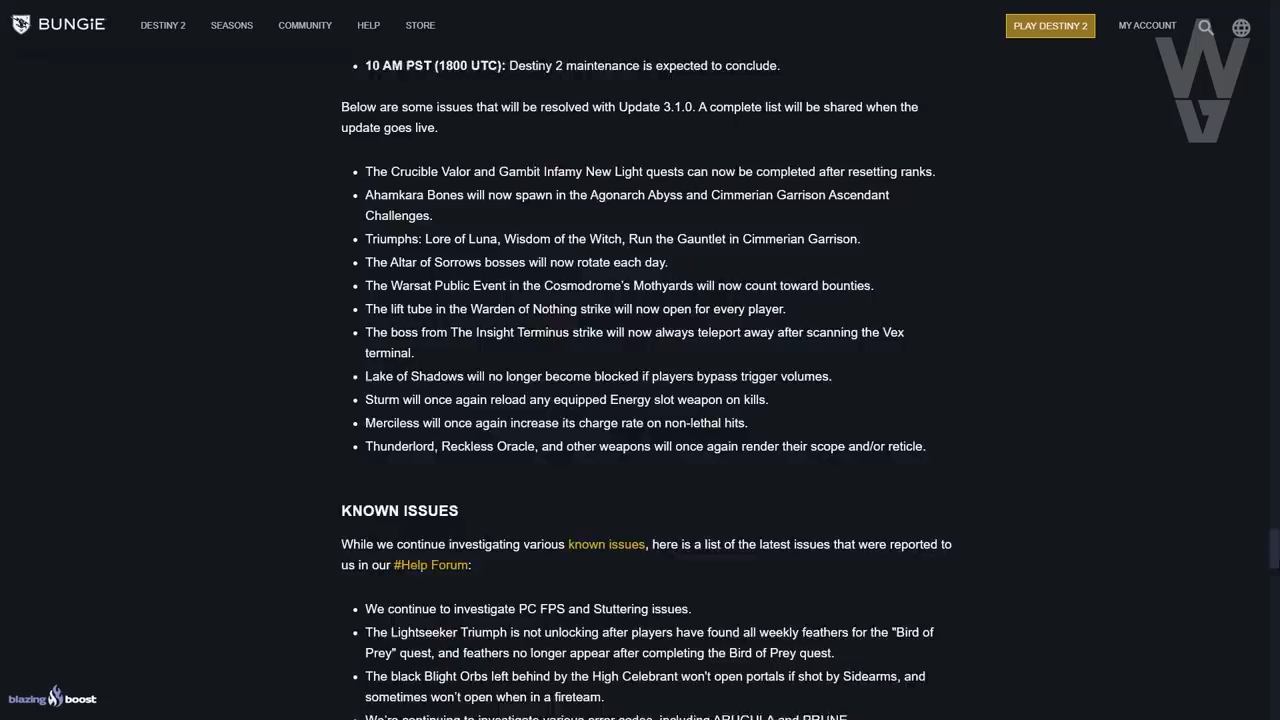 BUNGiE DESTINY 2 SEASONS COMMUNITY HELP STORE PLAY DESTINY 2 MY ACCOUNT
WG
• 10 AM PST (1800 UTC): Destiny 2 maintenance is expected to conclude.
Below are some issues that will be resolved with Update 3.1.0. A complete list will be shared when the
update goes live.
• The Crucible Valor and Gambit Infamy New Light quests can now be completed after resetting ranks.
• Ahamkara Bones will now spawn in the Agonarch Abyss and Cimmerian Garrison Ascendant
Challenges.
• Triumphs: Lore of Luna, Wisdom of the Witch, Run the Gauntlet in Cimmerian Garrison.
• The Altar of Sorrows bosses will now rotate each day.
• The Warsat Public Event in the Cosmodrome's Mothyards will now count toward bounties.
• The lift tube in the Warden of Nothing strike will now open for every player.
• The boss from The Insight Terminus strike will now always teleport away after scanning the Vex
terminal.
• Lake of Shadows will no longer become blocked if players bypass trigger volumes.
• Sturm will once again reload any equipped Energy slot weapon on kills.
• Merciless will once again increase its charge rate on non-lethal hits.
• Thunderlord, Reckless Oracle, and other weapons will once again render their scope and/or reticle.
KNOWN ISSUES
While we continue investigating various known issues, here is a list of the latest issues that were reported to
us in our #Help Forum:
• We continue to investigate PC FPS and Stuttering issues.
• The Lightseeker Triumph is not unlocking after players have found all weekly feathers for the "Bird of
Prey" quest, and feathers no longer appear after completing the Bird of Prey quest.
• The black Blight Orbs left behind by the High Celebrant won't open portals if shot by Sidearms, and
sometimes won't open when in a fireteam.
• We're continuing to investigate various error codes, including ARUGULA and PRUNE.
blazing boost